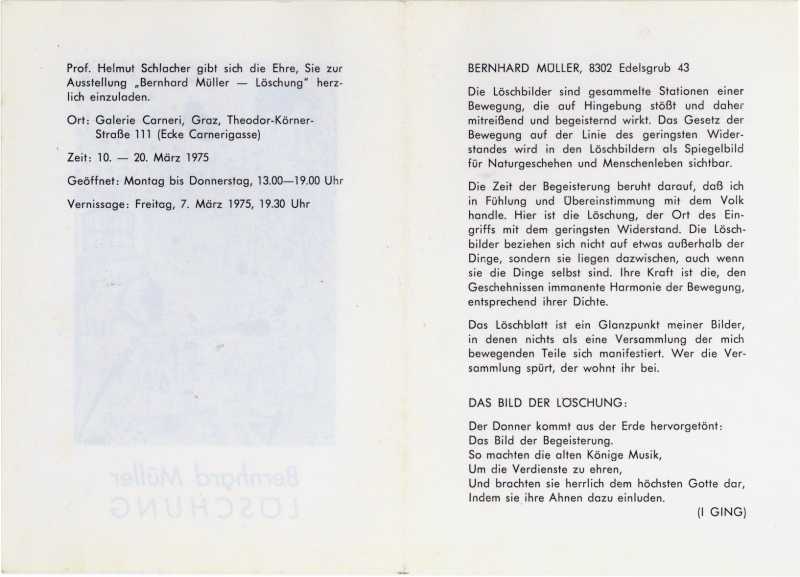 Prof. Helmut Schlacher gibt sich die Ehre, Sie zur
Ausstellung „Bernhard Müller — Löschung" herz-
lich einzuladen.
Ort: Galerie Carneri, Graz, Theodor-Körner-
Straße 111 (Ecke Carnerigasse)
Zeit: 10. — 20. März 1975
Geöffnet: Montag bis Donnerstag, 13.00—19.00 Uhr
Vernissage: Freitag, 7. März 1975, 19.30 Uhr
Bernhard Müller
LÖSCHUNG
BERNHARD MÜLLER, 8302 Edelsgrub 43
Die Löschbilder sind gesammelte Stationen einer
Bewegung, die auf Hingebung stößt und daher
mitreißend und begeisternd wirkt. Das Gesetz der
Bewegung auf der Linie des geringsten Wider-
standes wird in den Löschbildern als Spiegelbild
für Naturgeschehen und Menschenleben sichtbar.
Die Zeit der Begeisterung beruht darauf, daß ich
in Fühlung und Übereinstimmung mit dem Volk
handle. Hier ist die Löschung, der Ort des Ein-
griffs mit dem geringsten Widerstand. Die Lösch-
bilder beziehen sich nicht auf etwas außerhalb der
Dinge, sondern sie liegen dazwischen, auch wenn
sie die Dinge selbst sind. Ihre Kraft ist die, den
Geschehnissen immanente Harmonie der Bewegung,
entsprechend ihrer Dichte.
Das Löschblatt ist ein Glanzpunkt meiner Bilder,
in denen nichts als eine Versammlung der mich
bewegenden Teile sich manifestiert. Wer die Ver-
sammlung spürt, der wohnt ihr bei.
DAS BILD DER LÖSCHUNG:
Der Donner kommt aus der Erde hervorgetönt:
Das Bild der Begeisterung.
So machten die alten Könige Musik,
Um die Verdienste zu ehren,
Und brachten sie herrlich dem höchsten Gotte dar,
Indem sie ihre Ahnen dazu einluden.
(I GING)